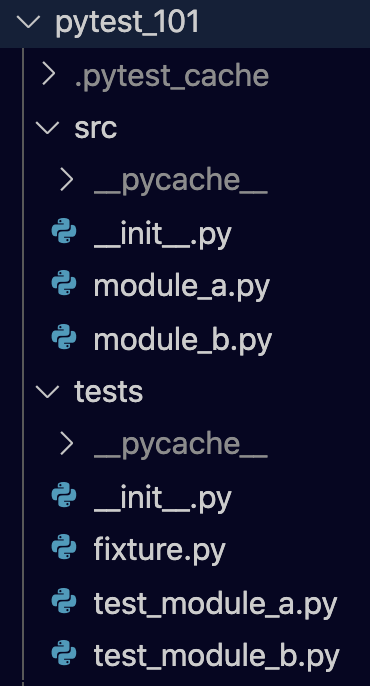 pytest_101
.pytest_cache
src
__pycache__
__init__.py
module_a.py
module_b.py
tests
__pycache__
__init__.py
fixture.py
test_module_a.py
test_module_b.py